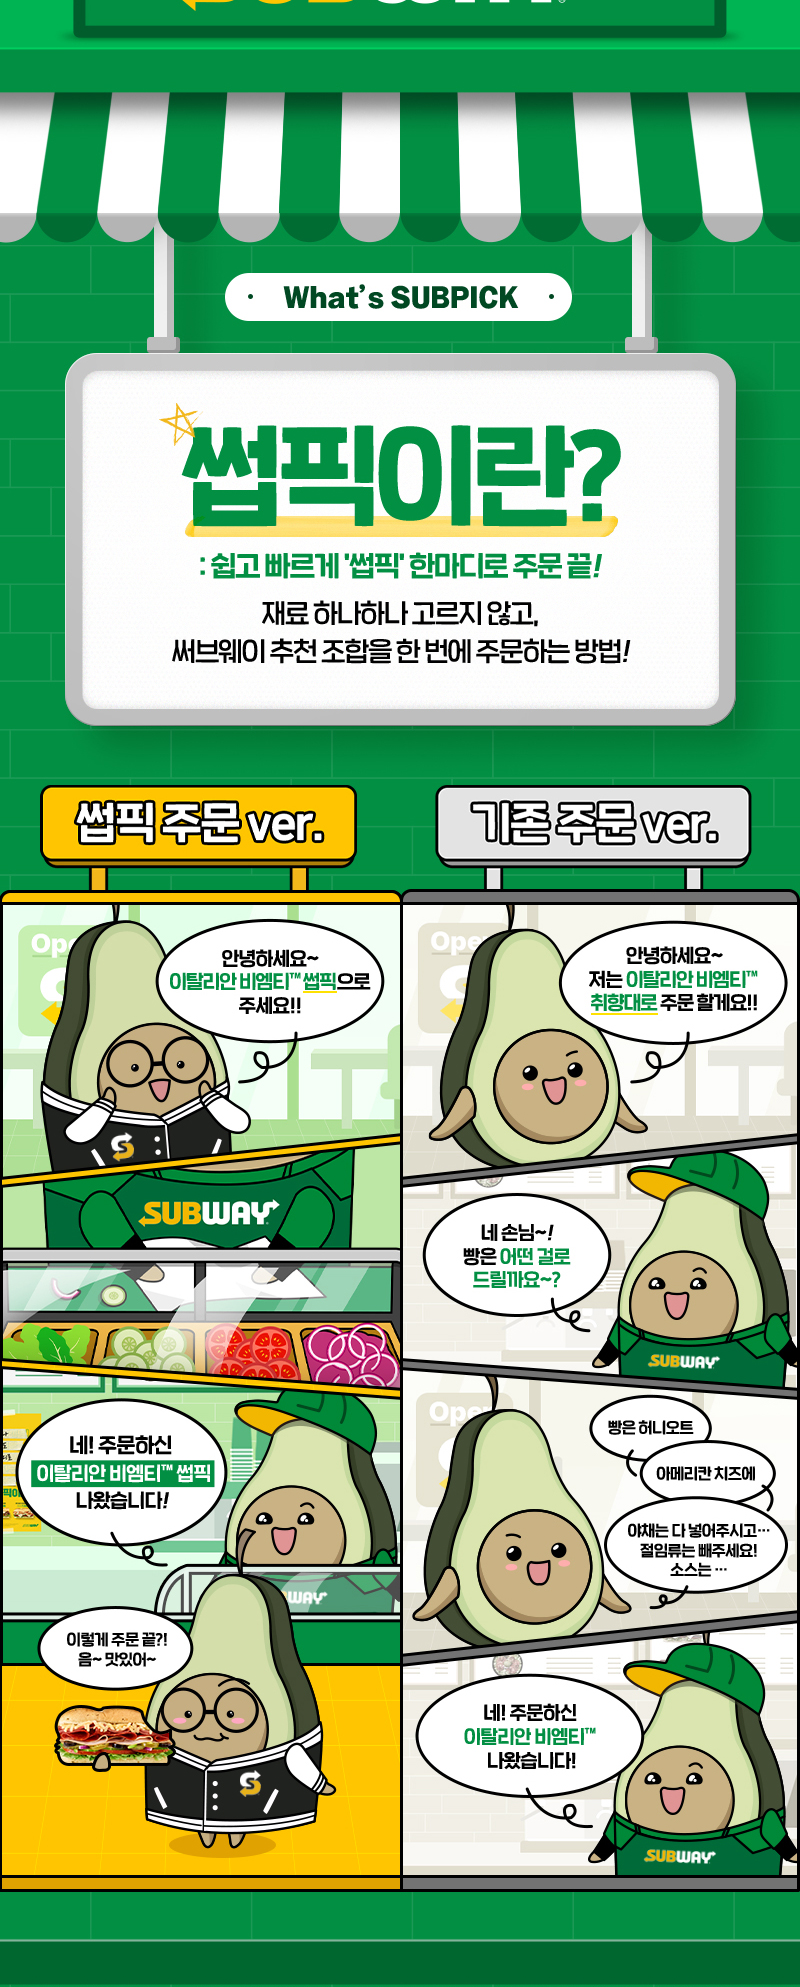 SUBWAY
What's SUBPICK
썹픽이란?
: 쉽고 빠르게 '썹픽' 한마디로 주문 끝!
재료 하나하나 고르지 않고,
써브웨이 추천 조합을 한 번에 주문하는 방법!
썹픽 주문 ver.
Ope
안녕하세요~
이탈리안 비엠티™ 썹픽으로
주세요!!
SUBWAY
네! 주문하신
이탈리안 비엠티™ 썹픽
나왔습니다!
WAY
이렇게 주문 끝?!
음~ 맛있어~
기존 주문 ver.
Ope
안녕하세요~
저는 이탈리안 비엠티™
취향대로 주문 할게요!!
네 손님~!
빵은 어떤 걸로
드릴까요~?
SUBWAY
Ope
빵은 허니오트
아메리칸 치즈에
야채는 다 넣어주시고…
절임류는 빼주세요!
소스는 …
네! 주문하신
이탈리안 비엠티™
나왔습니다!
SUBWAY